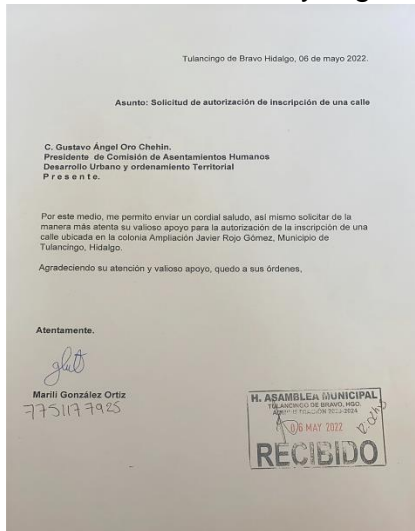 Tulancingo de Bravo Hidalgo, 06 de mayo 2022.
Asunto: Solicitud de autorización de inscripción de una calle
C. Gustavo Ángel Oro Chehin.
Presidente de Comisión de Asentamientos Humanos
Desarrollo Urbano y ordenamiento Territorial
P r e s e n t e.
Por este medio, me permito enviar un cordial saludo, así mismo solicitar de la
manera más atenta su valioso apoyo para la autorización de la inscripción de una
calle ubicada en la colonia Ampliación Javier Rojo Gómez, Municipio de
Tulancingo, Hidalgo.
Agradeciendo su atención y valioso apoyo, quedo a sus órdenes,
Atentamente.
Marili González Ortiz
7751177925
H. ASAMBLEA MUNICIPAL
TULANCINGO DE BRAVO, HGO.
ADMINISTRACIÓN 2020-2024
06 MAY 2022
RECIBIDO